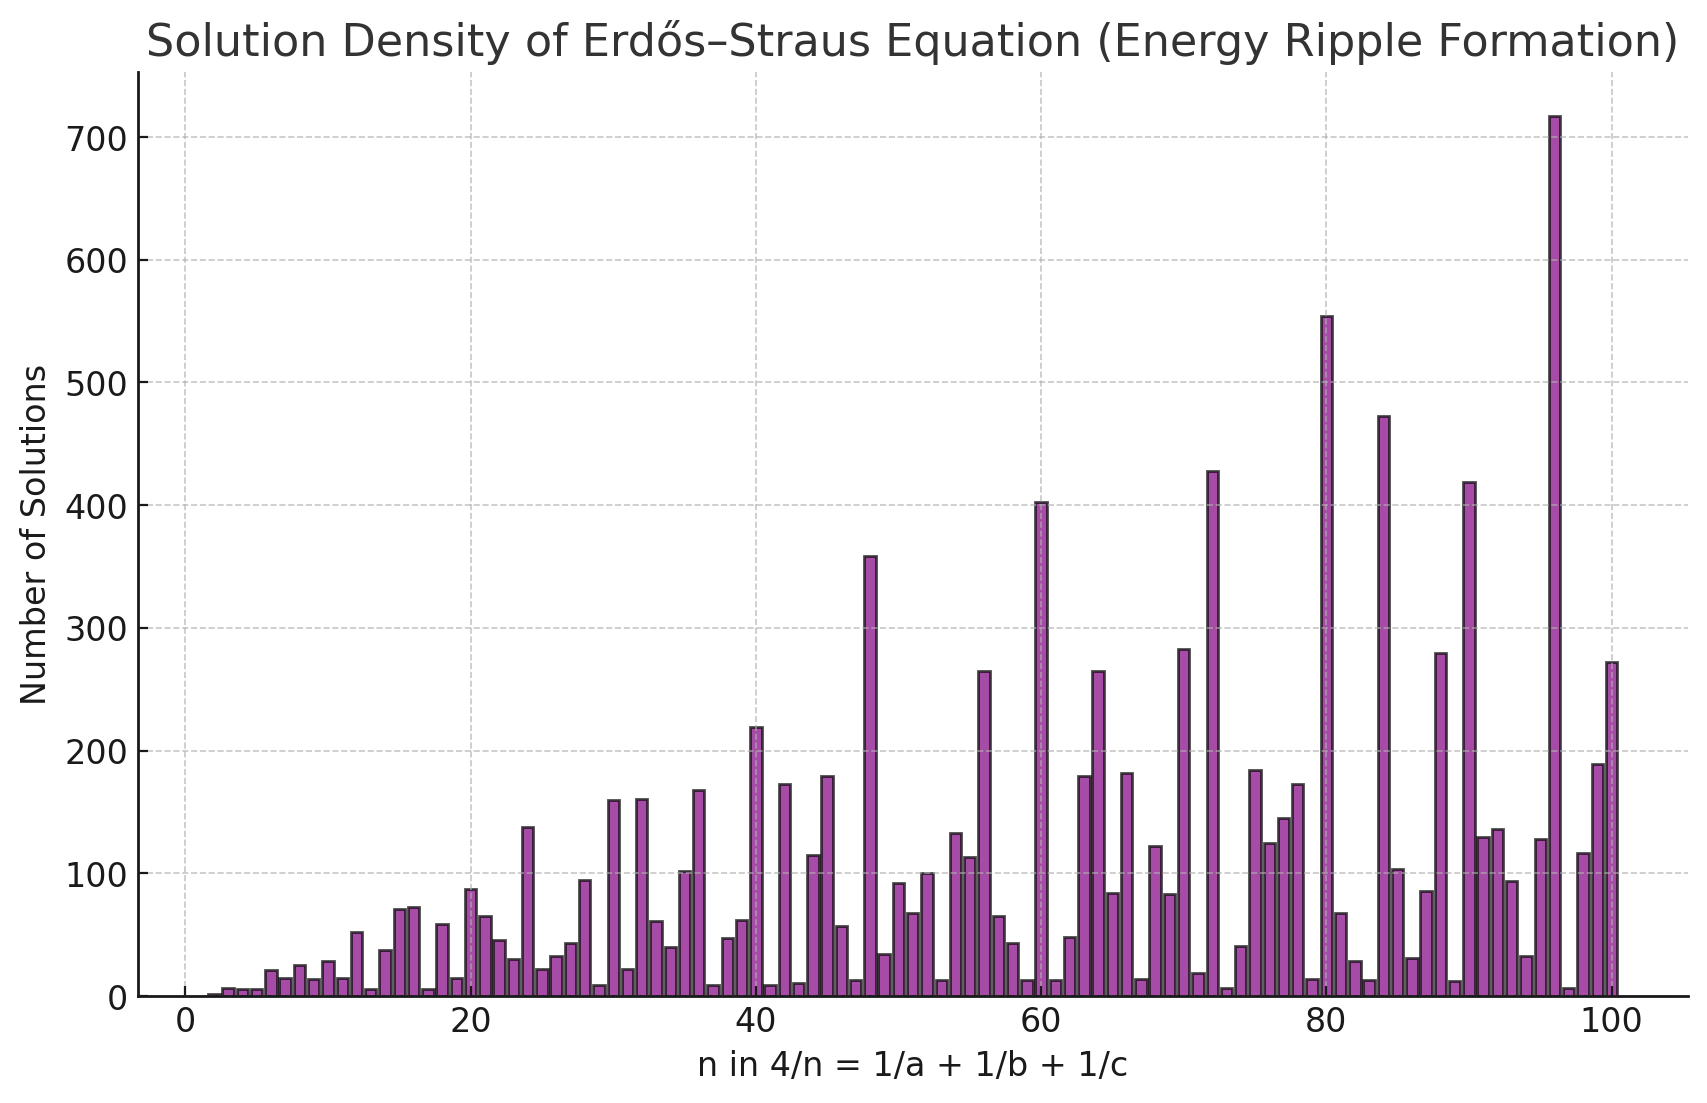 Solution Density of Erdős–Straus Equation (Energy Ripple Formation)
Number of Solutions
700
600
500
400
300
200
100
0
0 20 40 60 80 100
n in 4/n = 1/a + 1/b + 1/c